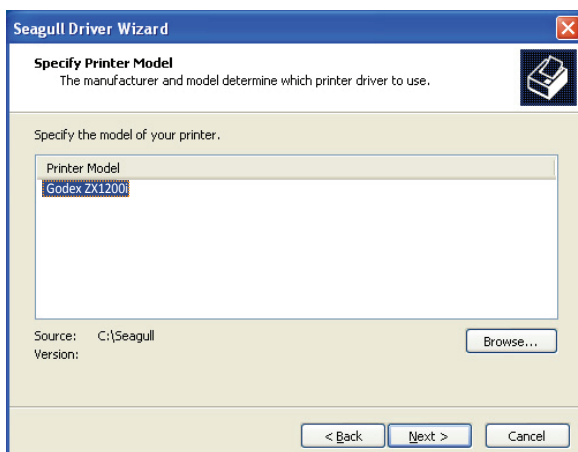 Seagull Driver Wizard
Specify Printer Model
The manufacturer and model determine which printer driver to use.
Specify the model of your printer.
Printer Model
Godex ZX1200i
Source: C:\Seagull
Browse...
Version:
< Back Next > Cancel